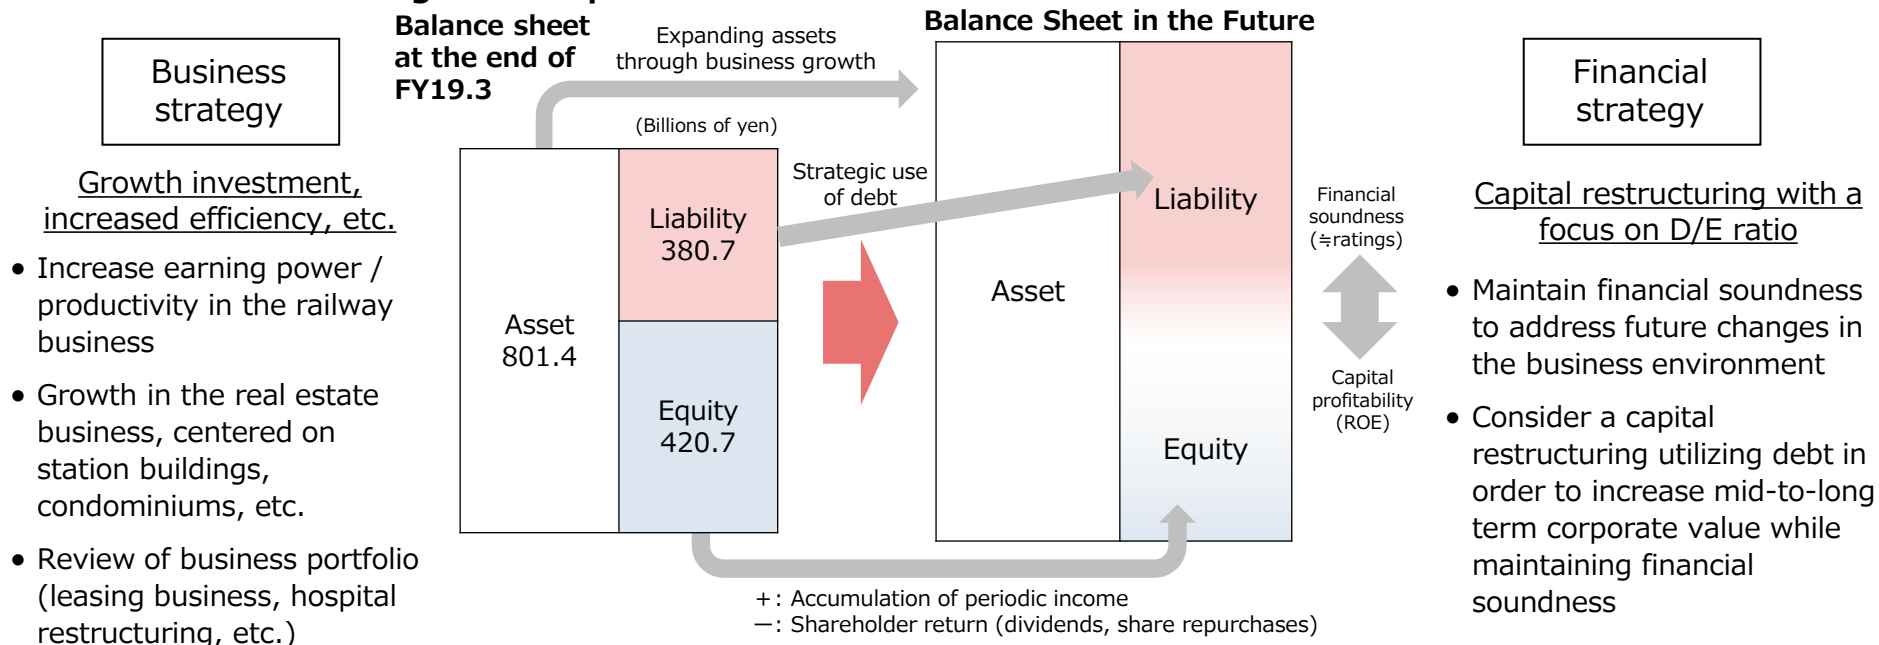 Balance sheet
at the end of
FY19.3
Balance Sheet in the Future
Business
strategy
Growth investment,
increased efficiency, etc.
• Increase earning power /
productivity in the railway
business
• Growth in the real estate
business, centered on
station buildings,
condominiums, etc.
• Review of business portfolio
(leasing business, hospital
restructuring, etc.)
Expanding assets
through business growth
(Billions of yen)
Asset
801.4
Liability
380.7
Equity
420.7
Strategic use
of debt
Asset
Liability
Equity
+: Accumulation of periodic income
−: Shareholder return (dividends, share repurchases)
Financial
soundness
(≒ratings)
Capital
profitability
(ROE)
Financial
strategy
Capital restructuring with a
focus on D/E ratio
• Maintain financial soundness
to address future changes in
the business environment
• Consider a capital
restructuring utilizing debt in
order to increase mid-to-long
term corporate value while
maintaining financial
soundness